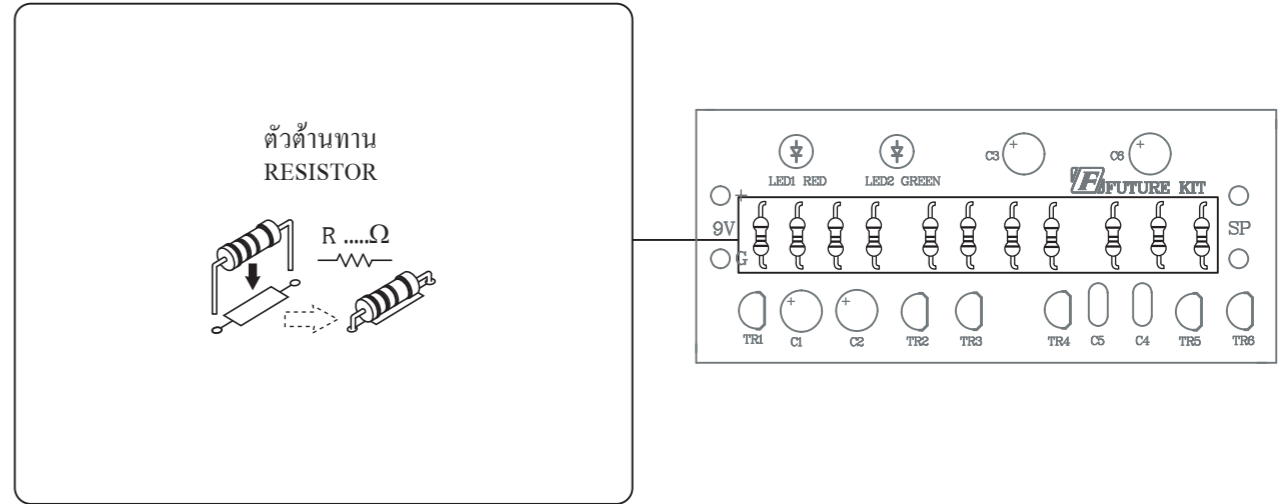 ตัวต้านทาน
RESISTOR
R .....Ω
LED1 RED
LED2 GREEN
C3
C6
F FUTURE KIT
+
9V
G
SP
TR1
C1
C2
TR2
TR3
TR4
C5
C4
TR5
TR6